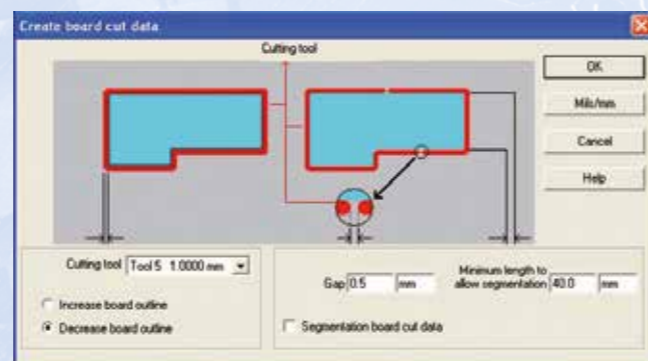 Create board cut data
Cutting tool
OK
Mils/mm
Cancel
Help
Cutting tool Tool 5 1.0000 mm
Increase board outline
Decrease board outline
Gap 0.5 mm
Minimum length to
allow segmentation 40.0 mm
Segmentation board cut data